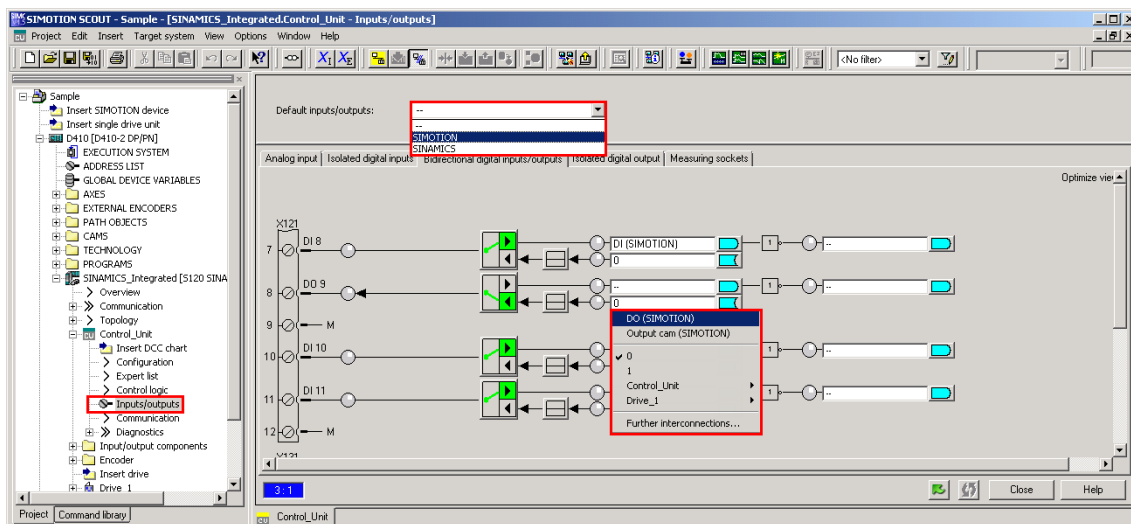 SIMOTION SCOUT - Sample - [SINAMICS_Integrated.Control_Unit - Inputs/outputs]
Project Edit Insert Target system View Options Window Help
<No filter>
Sample
Insert SIMOTION device
Insert single drive unit
D410 [D410-2 DP/PN]
EXECUTION SYSTEM
ADDRESS LIST
GLOBAL DEVICE VARIABLES
AXES
EXTERNAL ENCODERS
PATH OBJECTS
CAMS
TECHNOLOGY
PROGRAMS
SINAMICS_Integrated [S120 SINA
Overview
Communication
Topology
Control_Unit
Insert DCC chart
Configuration
Expert list
Control logic
Inputs/outputs
Communication
Diagnostics
Input/output components
Encoder
Insert drive
Drive_1
Project Command library
Default inputs/outputs: --
--
SIMOTION
SINAMICS
Analog input Isolated digital inputs Bidirectional digital inputs/outputs Isolated digital output Measuring sockets
Optimize vie
X121
7 DI 8 DI (SIMOTION) 1 --
0
8 DO 9 -- 1 --
0
9 M
DO (SIMOTION)
Output cam (SIMOTION)
0
1
Control_Unit
Drive_1
Further interconnections...
10 DI 10 1 --
11 DI 11 1 --
12 M
X131
3:1
Close Help
Control_Unit